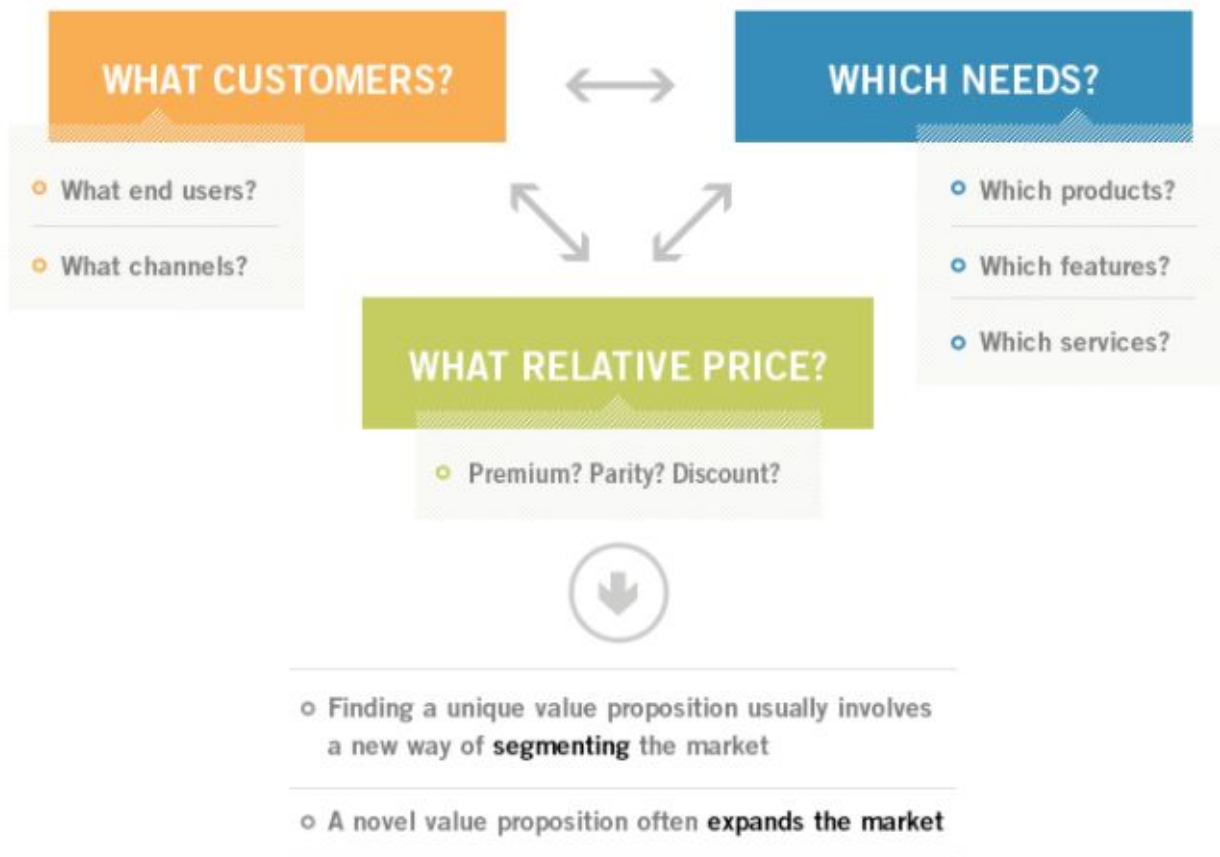 WHAT CUSTOMERS?
What end users?
What channels?
WHICH NEEDS?
Which products?
Which features?
Which services?
WHAT RELATIVE PRICE?
Premium? Parity? Discount?
Finding a unique value proposition usually involves
a new way of segmenting the market
A novel value proposition often expands the market